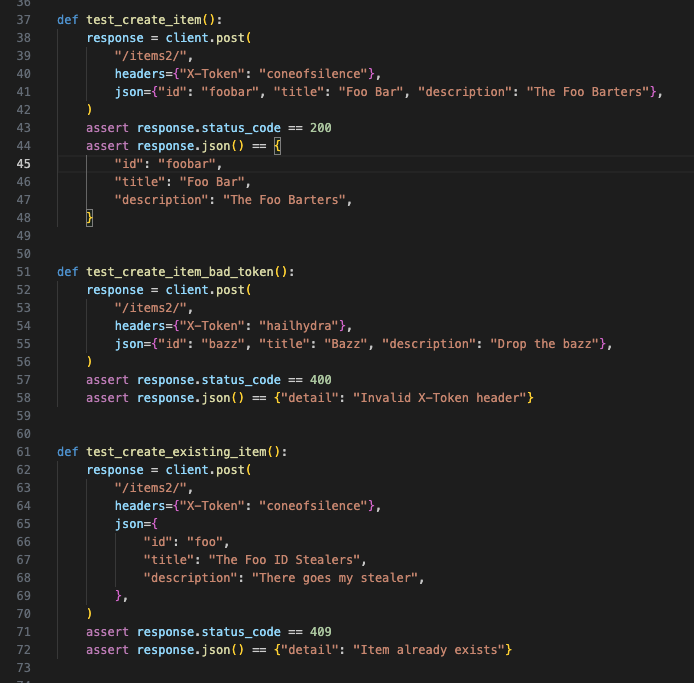 36
37 def test_create_item():
38     response = client.post(
39         "/items2/",
40         headers={"X-Token": "coneofsilence"},
41         json={"id": "foobar", "title": "Foo Bar", "description": "The Foo Barters"},
42     )
43     assert response.status_code == 200
44     assert response.json() == {
45         "id": "foobar",
46         "title": "Foo Bar",
47         "description": "The Foo Barters",
48     }
49
50
51 def test_create_item_bad_token():
52     response = client.post(
53         "/items2/",
54         headers={"X-Token": "hailhydra"},
55         json={"id": "bazz", "title": "Bazz", "description": "Drop the bazz"},
56     )
57     assert response.status_code == 400
58     assert response.json() == {"detail": "Invalid X-Token header"}
59
60
61 def test_create_existing_item():
62     response = client.post(
63         "/items2/",
64         headers={"X-Token": "coneofsilence"},
65         json={
66             "id": "foo",
67             "title": "The Foo ID Stealers",
68             "description": "There goes my stealer",
69         },
70     )
71     assert response.status_code == 409
72     assert response.json() == {"detail": "Item already exists"}
73